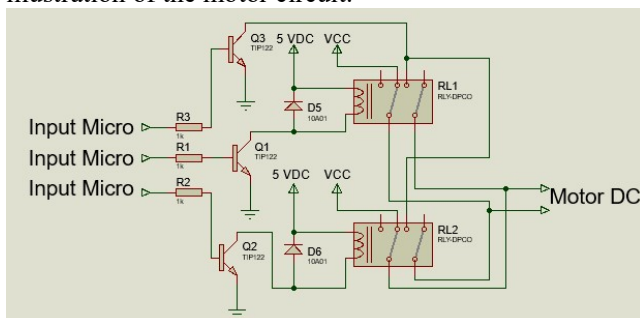 illustration of the motor circuit.
Q3
TIP122
5 VDC
VCC
RL1
RLY-DPCO
D5
10A01
R3
1k
Input Micro
R1
1k
Input Micro
Q1
TIP122
R2
1k
Input Micro
5 VDC
VCC
Motor DC
RL2
RLY-DPCO
Q2
TIP122
D6
10A01